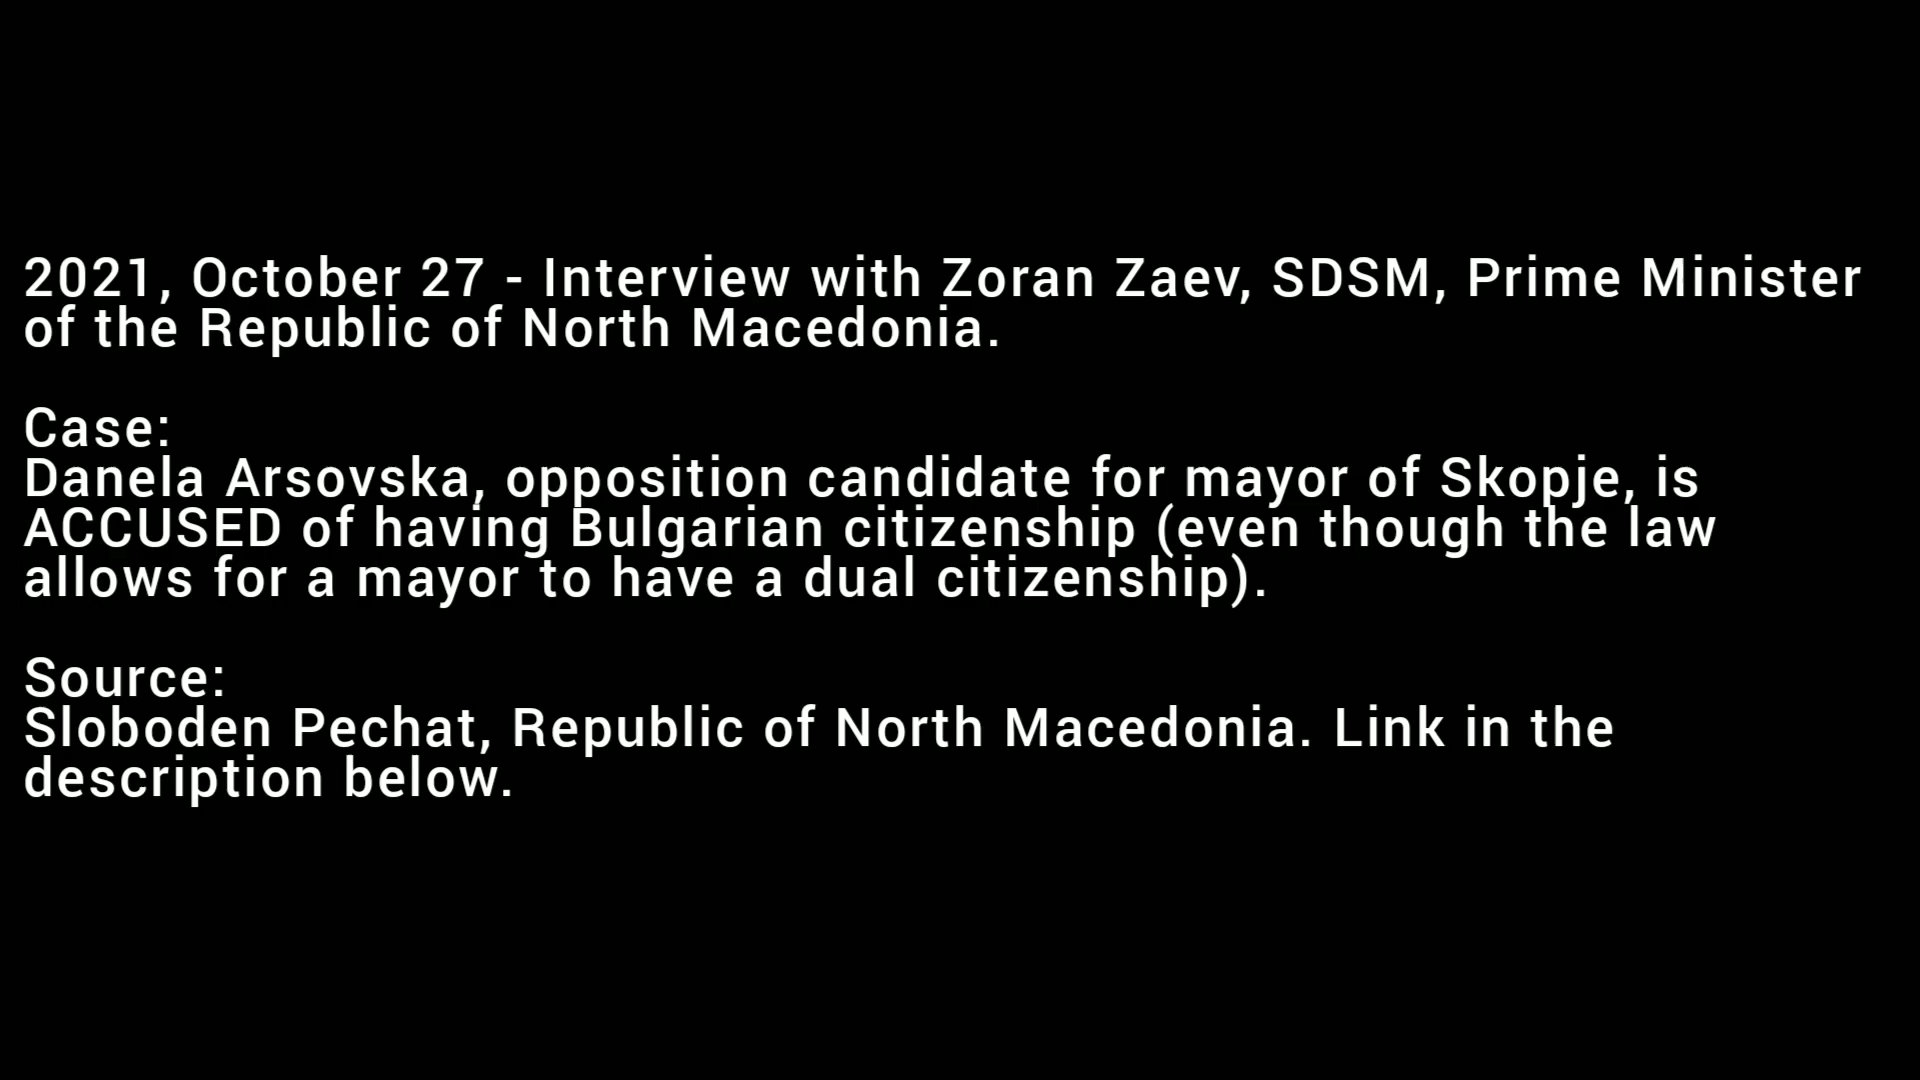 2021, October 27 - Interview with Zoran Zaev, SDSM, Prime Minister
of the Republic of North Macedonia.
Case:
Danela Arsovska, opposition candidate for mayor of Skopje, is
ACCUSED of having Bulgarian citizenship (even though the law
allows for a mayor to have a dual citizenship).
Source:
Sloboden Pechat, Republic of North Macedonia. Link in the
description below.